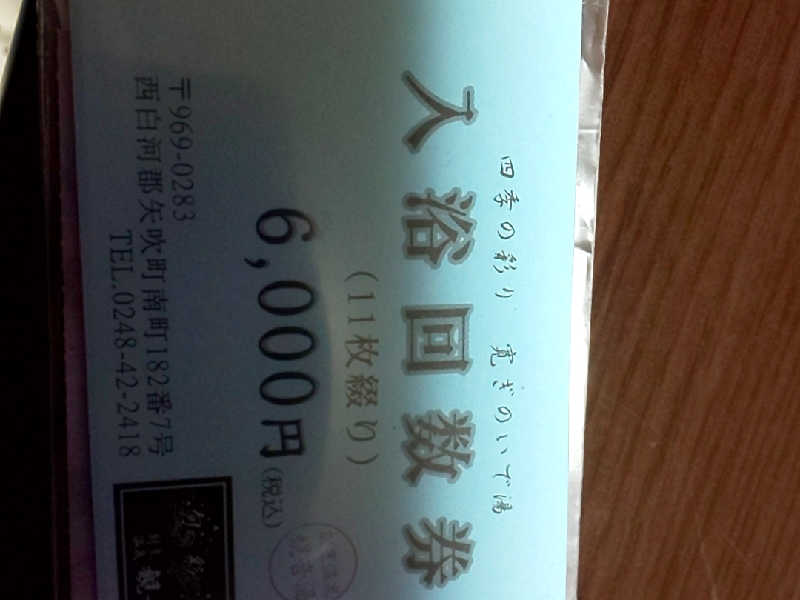 四季の彩り 寛ぎのいで湯
入浴回数券
(11枚綴り)
6,000円(税込)
〒969-0283
西白河郡矢吹町南町182番7号
TEL.0248-42-2418